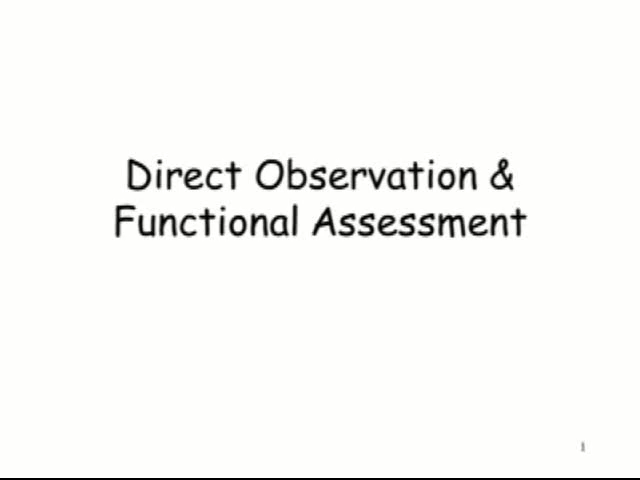 Direct Observation &
Functional Assessment
1